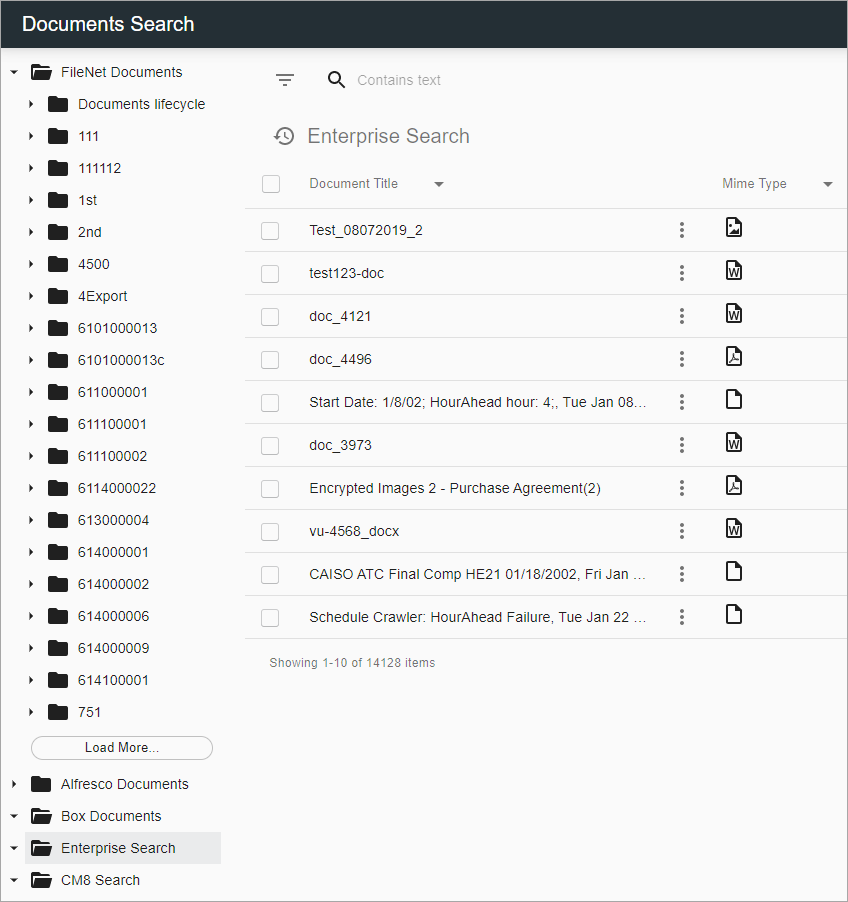 Documents Search
FileNet Documents
Documents lifecycle
111
111112
1st
2nd
4500
4Export
6101000013
6101000013c
611000001
611100001
611100002
6114000022
613000004
614000001
614000002
614000006
614000009
614100001
751
Load More...
Alfresco Documents
Box Documents
Enterprise Search
CM8 Search
Contains text
Enterprise Search
Document Title Mime Type
Test_08072019_2
test123-doc
doc_4121
doc_4496
Start Date: 1/8/02; HourAhead hour: 4;, Tue Jan 08...
doc_3973
Encrypted Images 2 - Purchase Agreement(2)
vu-4568_docx
CAISO ATC Final Comp HE21 01/18/2002, Fri Jan ...
Schedule Crawler: HourAhead Failure, Tue Jan 22 ...
Showing 1-10 of 14128 items